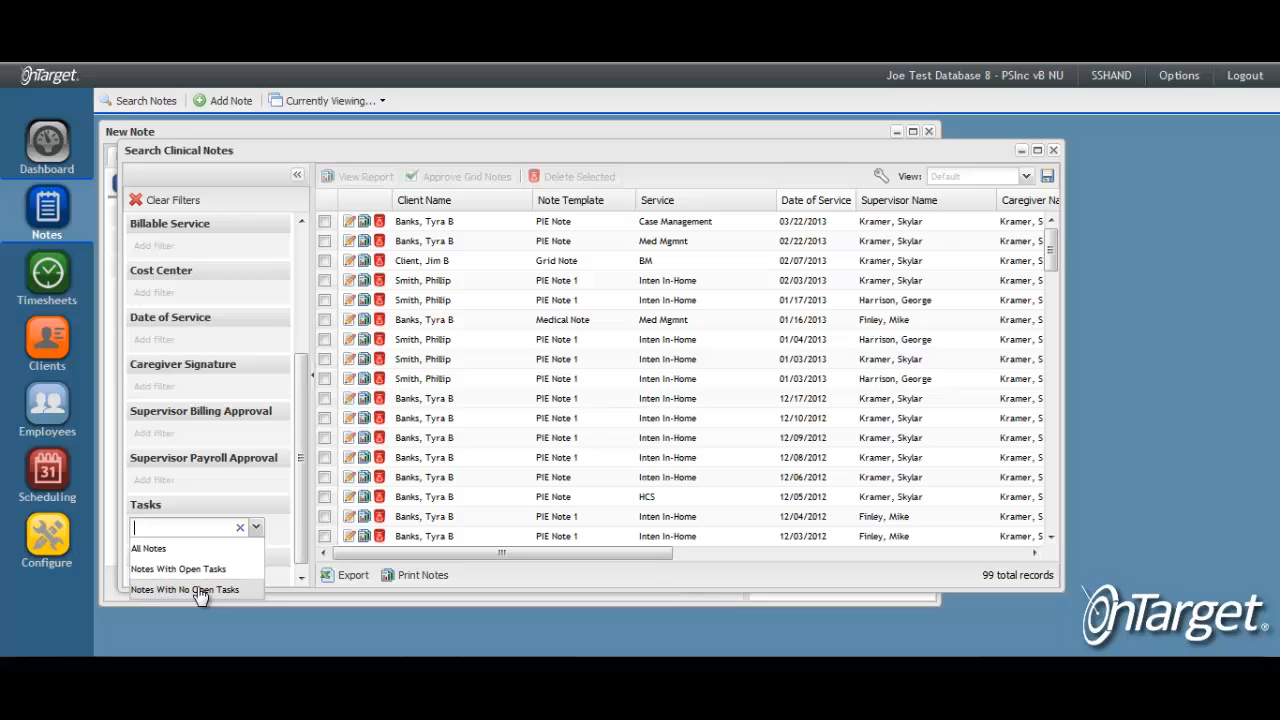 OnTarget.
Joe Test Database 8 - PSInc vB NU SSHAND Options Logout
Search Notes Add Note Currently Viewing...
Dashboard
Notes
Timesheets
Clients
Employees
31
Scheduling
Configure
New Note
Search Clinical Notes
Clear Filters
Billable Service
Add filter
Cost Center
Add filter
Date of Service
Add filter
Caregiver Signature
Add filter
Supervisor Billing Approval
Add filter
Supervisor Payroll Approval
Add filter
Tasks
All Notes
Notes With Open Tasks
Notes With No Open Tasks
View Report Approve Grid Notes Delete Selected View: Default
Client Name Note Template Service Date of Service Supervisor Name Caregiver Na
Banks, Tyra B PIE Note Case Management 03/22/2013 Kramer, Skylar Kramer, S
Banks, Tyra B PIE Note Med Mgmnt 02/22/2013 Kramer, Skylar Kramer, S
Client, Jim B Grid Note BM 02/07/2013 Kramer, Skylar Kramer, S
Smith, Phillip PIE Note 1 Inten In-Home 02/03/2013 Kramer, Skylar Kramer, S
Smith, Phillip PIE Note 1 Inten In-Home 01/17/2013 Harrison, George Kramer, S
Banks, Tyra B Medical Note Med Mgmnt 01/16/2013 Finley, Mike Kramer, S
Smith, Phillip PIE Note 1 Inten In-Home 01/04/2013 Harrison, George Kramer, S
Smith, Phillip PIE Note 1 Inten In-Home 01/03/2013 Kramer, Skylar Kramer, S
Smith, Phillip PIE Note 1 Inten In-Home 01/03/2013 Harrison, George Kramer, S
Banks, Tyra B PIE Note 1 Inten In-Home 12/17/2012 Kramer, Skylar Kramer, S
Banks, Tyra B PIE Note 1 Inten In-Home 12/10/2012 Kramer, Skylar Kramer, S
Banks, Tyra B PIE Note 1 Inten In-Home 12/09/2012 Kramer, Skylar Kramer, S
Banks, Tyra B PIE Note 1 Inten In-Home 12/08/2012 Kramer, Skylar Kramer, S
Banks, Tyra B PIE Note Inten In-Home 12/06/2012 Kramer, Skylar Kramer, S
Banks, Tyra B PIE Note HCS 12/05/2012 Kramer, Skylar Kramer, S
Banks, Tyra B PIE Note 1 Inten In-Home 12/04/2012 Finley, Mike Kramer, S
Banks, Tyra B PIE Note 1 Inten In-Home 12/03/2012 Finley, Mike Kramer, S
Export Print Notes 99 total records
OnTarget®